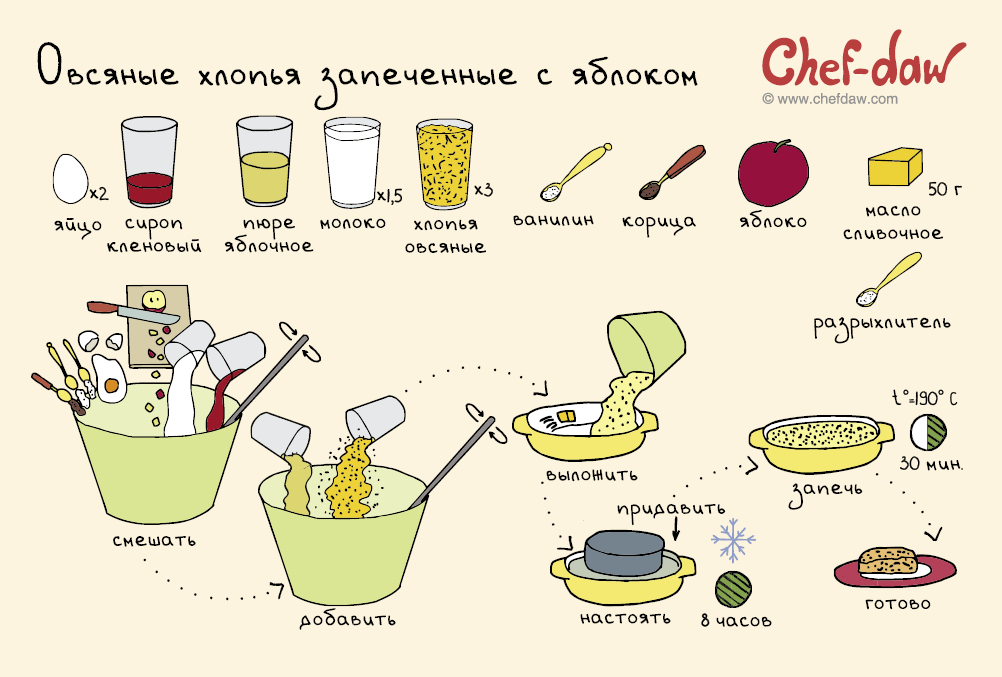 Овсяные хлопья запеченные с яблоком
Chef-daw
© www.chefdaw.com
x2
яйцо
сироп
кленовый
пюре
яблочное
x1,5
молоко
x3
хлопья
овсяные
ванилин
корица
яблоко
50 г
масло
сливочное
разрыхлитель
смешать
добавить
выложить
придавить
настоять
8 часов
t°=190° C
30 мин.
запечь
готово